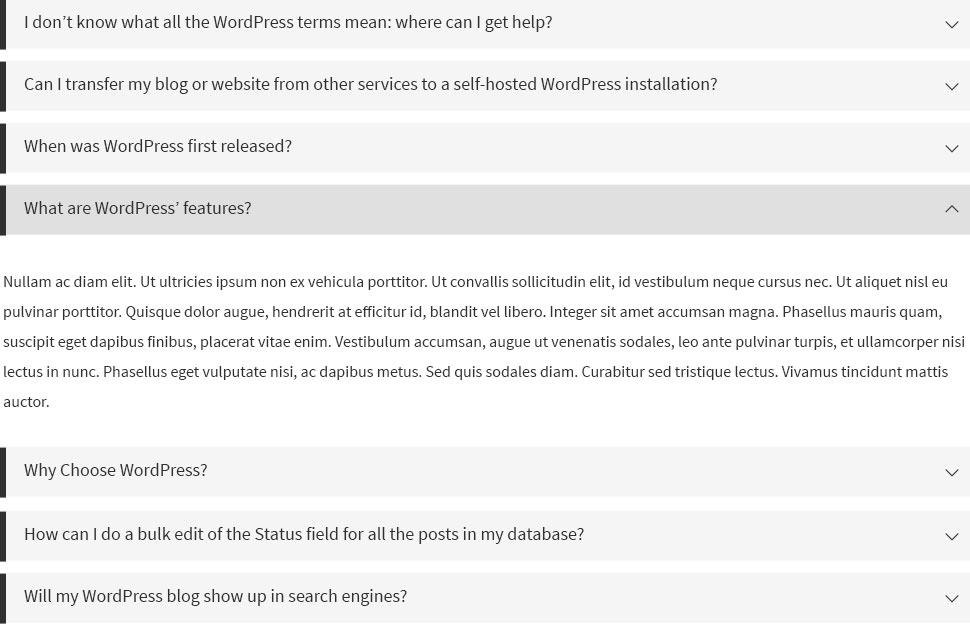 I don’t know what all the WordPress terms mean: where can I get help?
Can I transfer my blog or website from other services to a self-hosted WordPress installation?
When was WordPress first released?
What are WordPress’ features?
Nullam ac diam elit. Ut ultricies ipsum non ex vehicula porttitor. Ut convallis sollicitudin elit, id vestibulum neque cursus nec. Ut aliquet nisl eu
pulvinar porttitor. Quisque dolor augue, hendrerit at efficitur id, blandit vel libero. Integer sit amet accumsan magna. Phasellus mauris quam,
suscipit eget dapibus finibus, placerat vitae enim. Vestibulum accumsan, augue ut venenatis sodales, leo ante pulvinar turpis, et ullamcorper nisi
lectus in nunc. Phasellus eget vulputate nisi, ac dapibus metus. Sed quis sodales diam. Curabitur sed tristique lectus. Vivamus tincidunt mattis
auctor.
Why Choose WordPress?
How can I do a bulk edit of the Status field for all the posts in my database?
Will my WordPress blog show up in search engines?